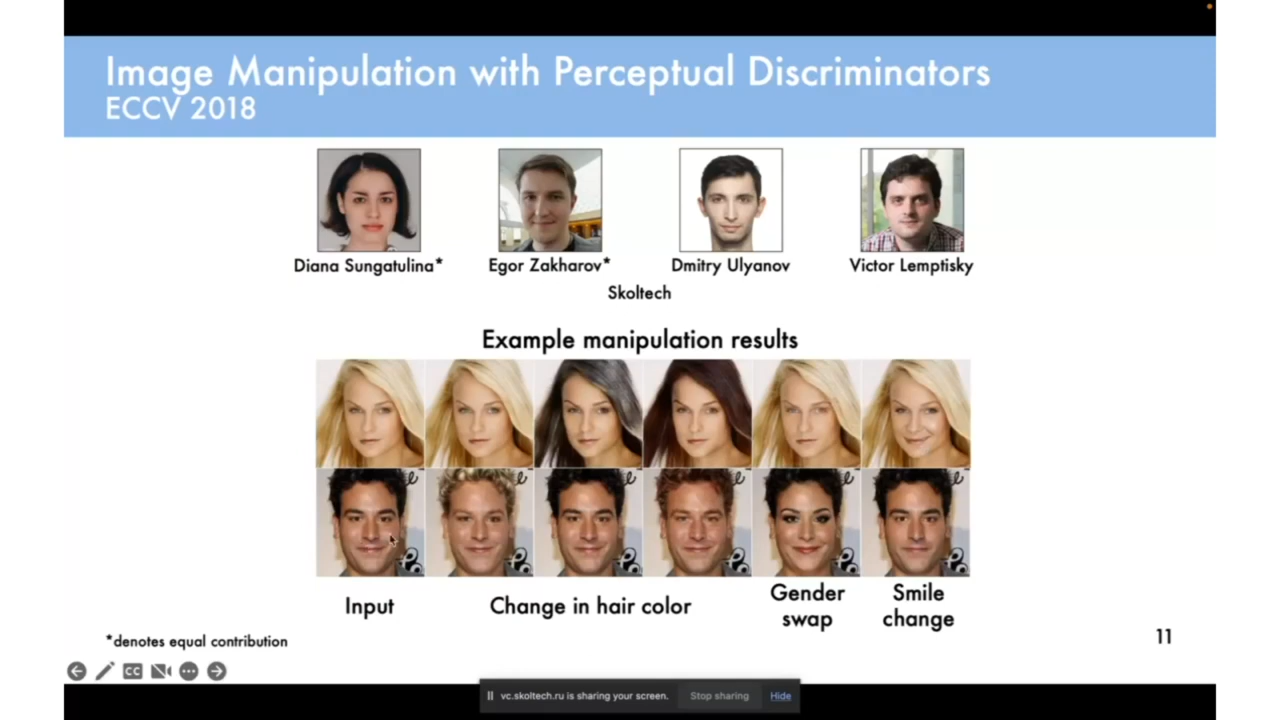 Image Manipulation with Perceptual Discriminators
ECCV 2018
Diana Sungatulina*
Egor Zakharov*
Dmitry Ulyanov
Victor Lemptisky
Skoltech
Example manipulation results
Input
Change in hair color
Gender
swap
Smile
change
*denotes equal contribution
11
CC
vc.skoltech.ru is sharing your screen.
Stop sharing
Hide